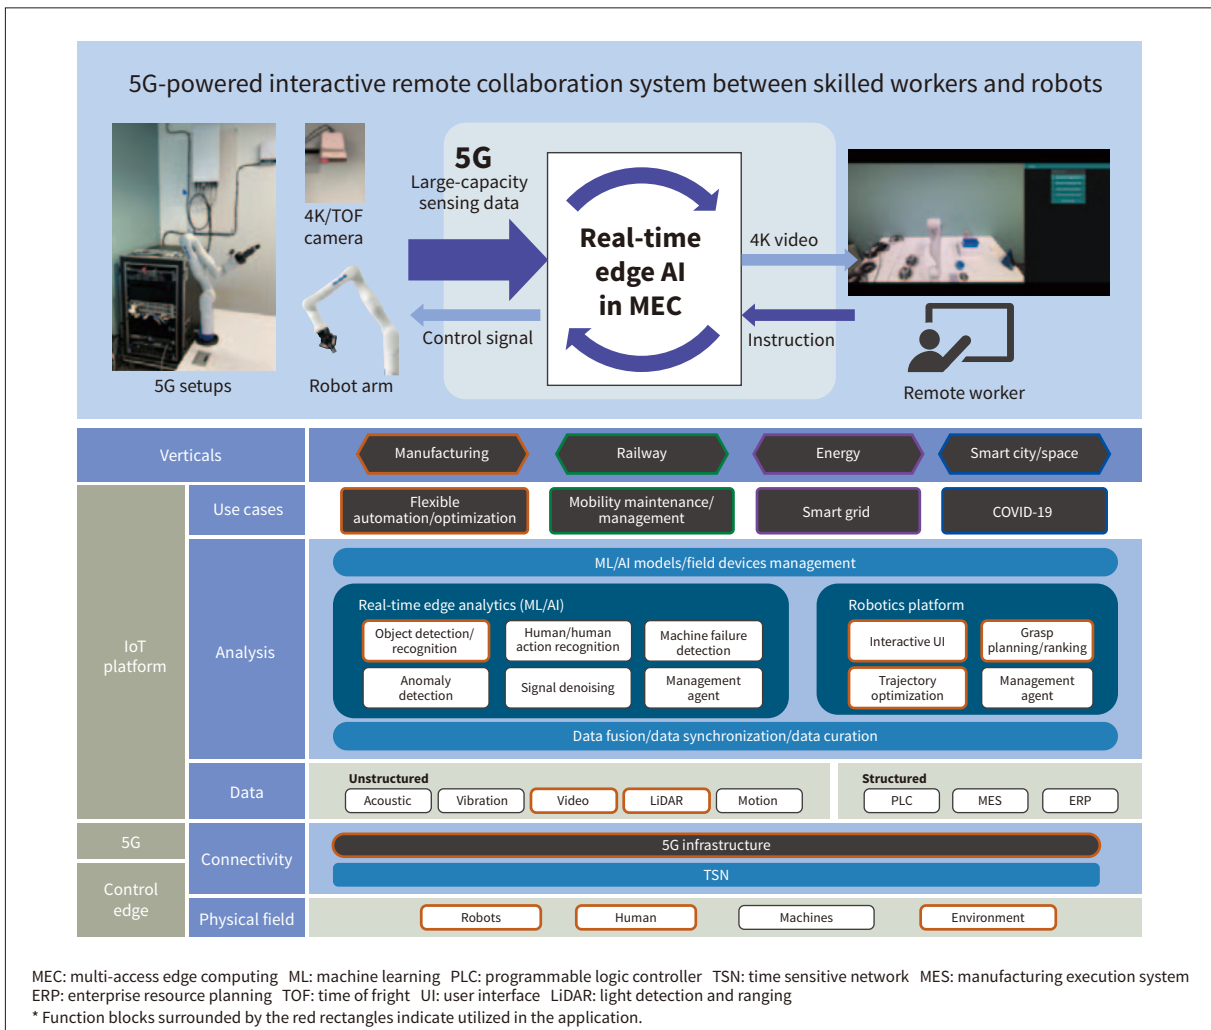 5G-powered interactive remote collaboration system between skilled workers and robots
5G
Large-capacity
sensing data
4K/TOF
camera
Real-time
edge AI
in MEC
4K video
Control signal
Instruction
5G setups
Robot arm
Remote worker
Verticals
Manufacturing
Railway
Energy
Smart city/space
IoT
platform
Use cases
Flexible
automation/optimization
Mobility maintenance/
management
Smart grid
COVID-19
Analysis
ML/AI models/field devices management
Real-time edge analytics (ML/AI)
Object detection/
recognition
Human/human
action recognition
Machine failure
detection
Anomaly
detection
Signal denoising
Management
agent
Robotics platform
Interactive UI
Grasp
planning/ranking
Trajectory
optimization
Management
agent
Data fusion/data synchronization/data curation
Data
Unstructured
Acoustic
Vibration
Video
LiDAR
Motion
Structured
PLC
MES
ERP
5G
Connectivity
5G infrastructure
TSN
Control
edge
Physical field
Robots
Human
Machines
Environment
MEC: multi-access edge computing ML: machine learning PLC: programmable logic controller TSN: time sensitive network MES: manufacturing execution system
ERP: enterprise resource planning TOF: time of fright UI: user interface LiDAR: light detection and ranging
* Function blocks surrounded by the red rectangles indicate utilized in the application.